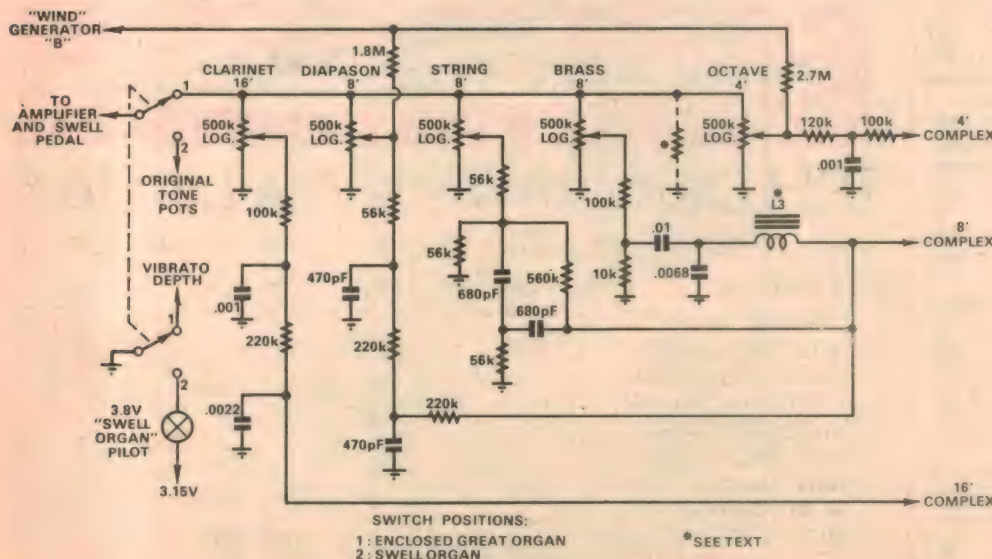 "WIND"
GENERATOR
"B"
1.8M
CLARINET
16'
DIAPASON
8'
STRING
8'
BRASS
8'
OCTAVE
4'
2.7M
1
TO
AMPLIFIER
AND SWELL
PEDAL
500k
LOG.
500k
LOG.
500k
LOG.
500k
LOG.
*
500k
LOG.
120k
100k
4'
COMPLEX
.001
2
ORIGINAL
TONE
POTS
100k
56k
56k
100k
*
L3
8'
COMPLEX
.01
.0068
10k
56k
560k
680pF
680pF
56k
VIBRATO
DEPTH
1
.001
470pF
220k
220k
2
3.8V
"SWELL
ORGAN"
PILOT
3.15V
.0022
220k
470pF
16'
COMPLEX
SWITCH POSITIONS:
1 : ENCLOSED GREAT ORGAN
2 : SWELL ORGAN
* SEE TEXT